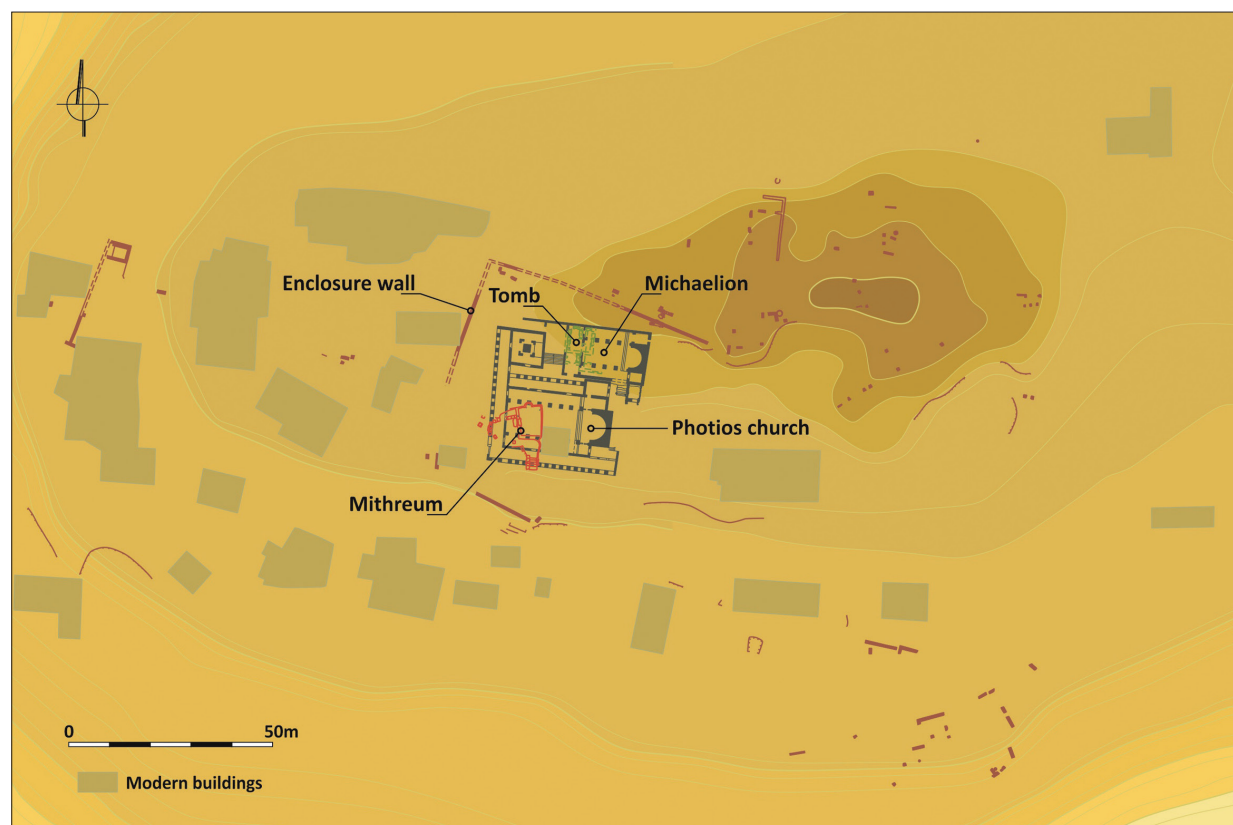 Enclosure wall
Tomb
Michaelion
Photios church
Mithreum
0 50m
Modern buildings